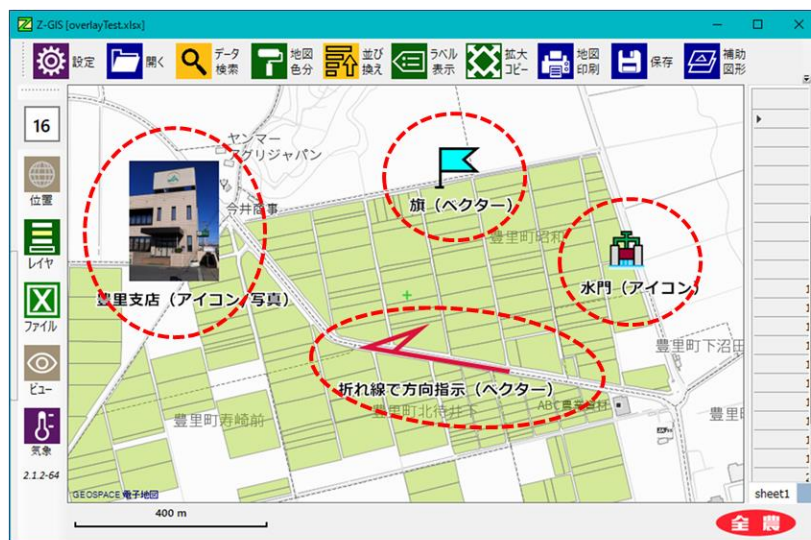 Z-GIS [overlayTest.xlsx]
設定
開く
データ
検索
地図
色分
並び
換え
ラベル
表示
拡大
コピー
地図
印刷
保存
補助
図形
16
位置
レイヤ
ファイル
ビュー
気象
2.1.2-64
ヤンマー
アグリジャパン
今井商事
旗（ベクター）
豊里町昭和
水門（アイコン）
豊里支店（アイコン/写真）
豊里町下沼田
折れ線で方向指示（ベクター）
豊里町寿崎前
豊里町北待井下
ABC農業資材
GEOSPACE 電子地図
400 m
sheet1
全農